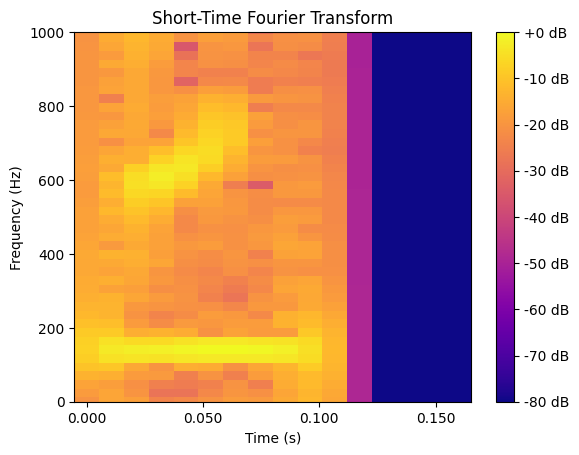 Short-Time Fourier Transform
Frequency (Hz)
1000
800
600
400
200
0
0.000
0.050
0.100
0.150
Time (s)
+0 dB
-10 dB
-20 dB
-30 dB
-40 dB
-50 dB
-60 dB
-70 dB
-80 dB